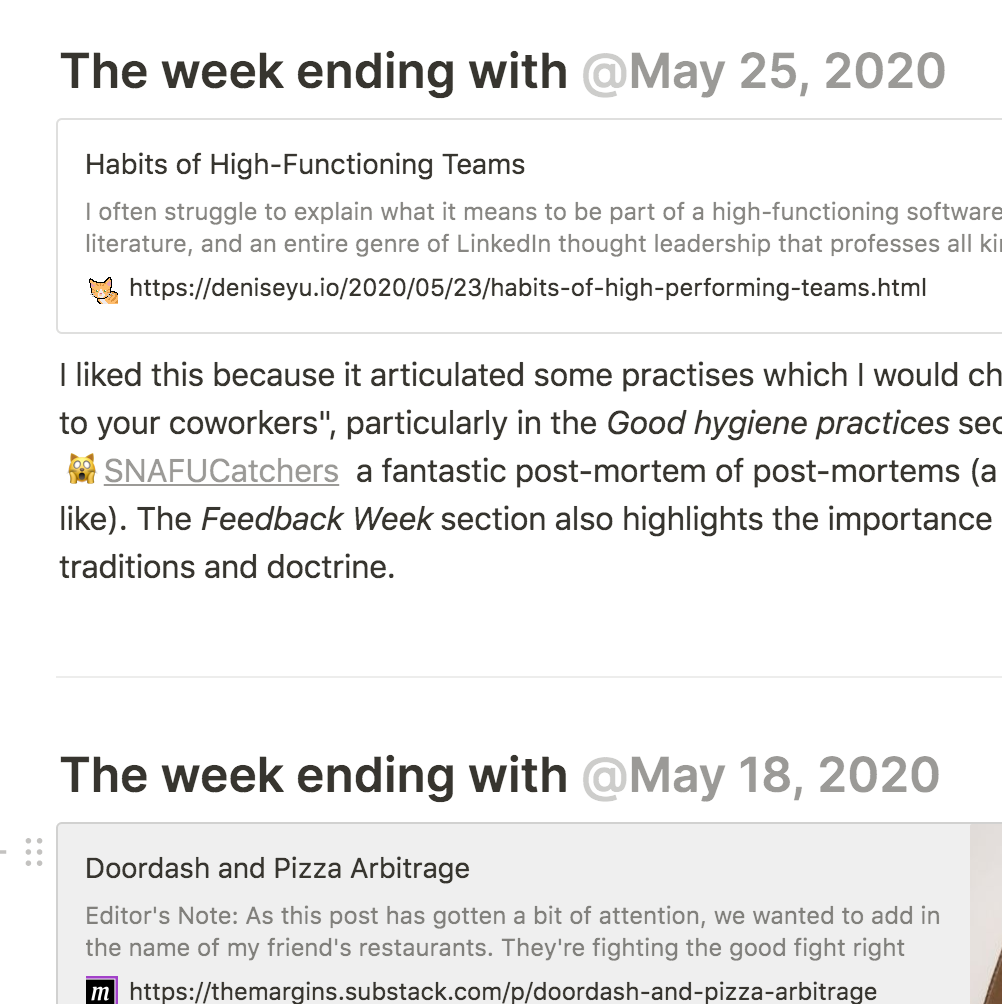 The week ending with @May 25, 2020
Habits of High-Functioning Teams
I often struggle to explain what it means to be part of a high-functioning software
literature, and an entire genre of LinkedIn thought leadership that professes all
https://deniseyu.io/2020/05/23/habits-of-high-performing-teams.html
I liked this because it articulated some practises which I would
to your coworkers", particularly in the Good hygiene practices
🙀 SNAFUCatchers a fantastic post-mortem of post-mortems (a
like). The Feedback Week section also highlights the importance
traditions and doctrine.
The week ending with @May 18, 2020
Doordash and Pizza Arbitrage
Editor's Note: As this post has gotten a bit of attention, we wanted to add in
the name of my friend's restaurants. They're fighting the good fight right
m https://themargins.substack.com/p/doordash-and-pizza-arbitrage